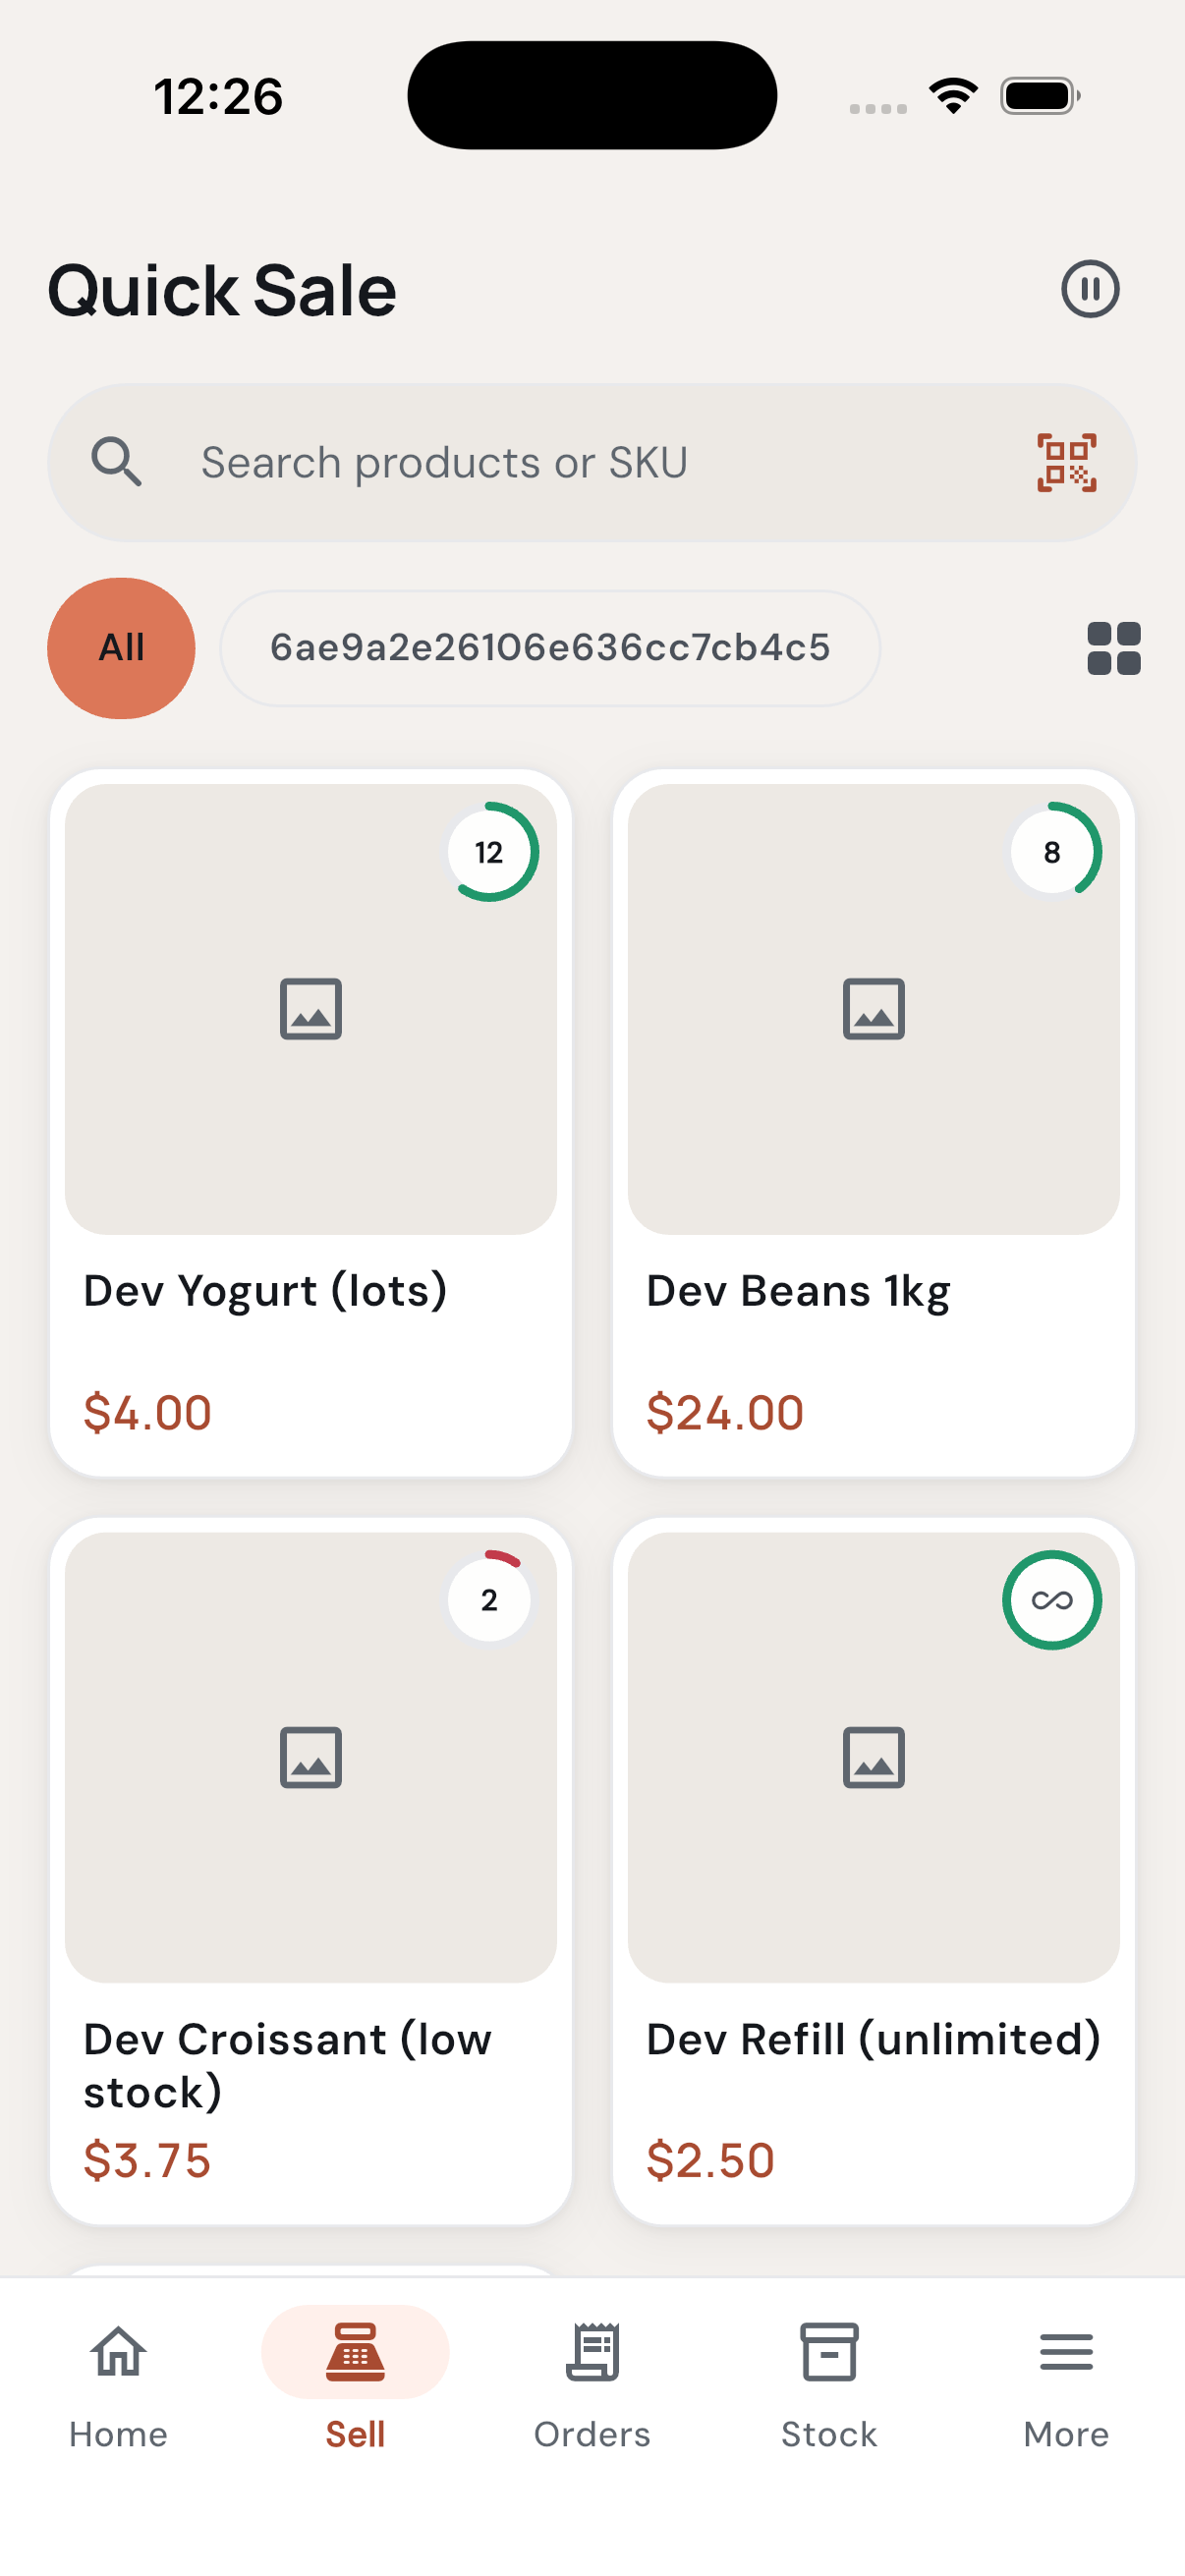 12:26
Quick Sale
Search products or SKU
All
6ae9a2e26106e636cc7cb4c5
12
8
Dev Yogurt (lots)
Dev Beans 1kg
$4.00
$24.00
2
∞
Dev Croissant (low
stock)
Dev Refill (unlimited)
$3.75
$2.50
Home
Sell
Orders
Stock
More